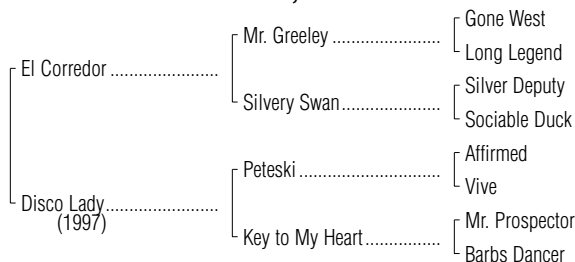 Gone West
Mr. Greeley ........................
Long Legend
El Corredor ........................
Silver Deputy
Silvery Swan......................
Sociable Duck
Affirmed
Peteski ................................
Vive
Disco Lady.........................
(1997)
Mr. Prospector
Key to My Heart.................
Barbs Dancer